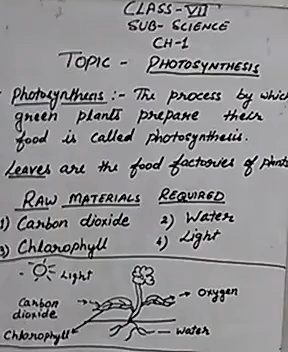 CLASS-VII
SUB- SCIENCE
CH-1
TOPIC - PHOTOSYNTHESIS
Photosynthesis :- The process by which
green plants prepare their
food is called photosynthesis.
Leaves are the food factories of plants
RAW MATERIALS REQUIRED
1) Carbon dioxide 2) Water
3) Chlorophyll 4) Light
Light
Carbon dioxide
Oxygen
Chlorophyll
Water